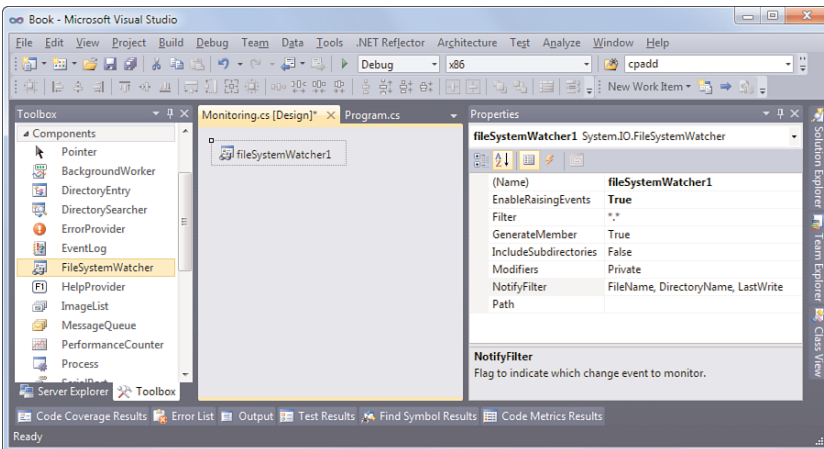 Book - Microsoft Visual Studio
File Edit View Project Build Debug Team Data Tools .NET Reflector Architecture Test Analyze Window Help
Debug x86 cpadd
New Work Item
Toolbox
Components
Pointer
BackgroundWorker
DirectoryEntry
DirectorySearcher
ErrorProvider
EventLog
FileSystemWatcher
HelpProvider
ImageList
MessageQueue
PerformanceCounter
Process
Server Explorer Toolbox
Monitoring.cs [Design]* Program.cs
fileSystemWatcher1
Properties
fileSystemWatcher1 System.IO.FileSystemWatcher
(Name) fileSystemWatcher1
EnableRaisingEvents True
Filter *.*
GenerateMember True
IncludeSubdirectories False
Modifiers Private
NotifyFilter FileName, DirectoryName, LastWrite
Path
NotifyFilter
Flag to indicate which change event to monitor.
Solution Explorer
Team Explorer
Class View
Code Coverage Results Error List Output Test Results Find Symbol Results Code Metrics Results
Ready